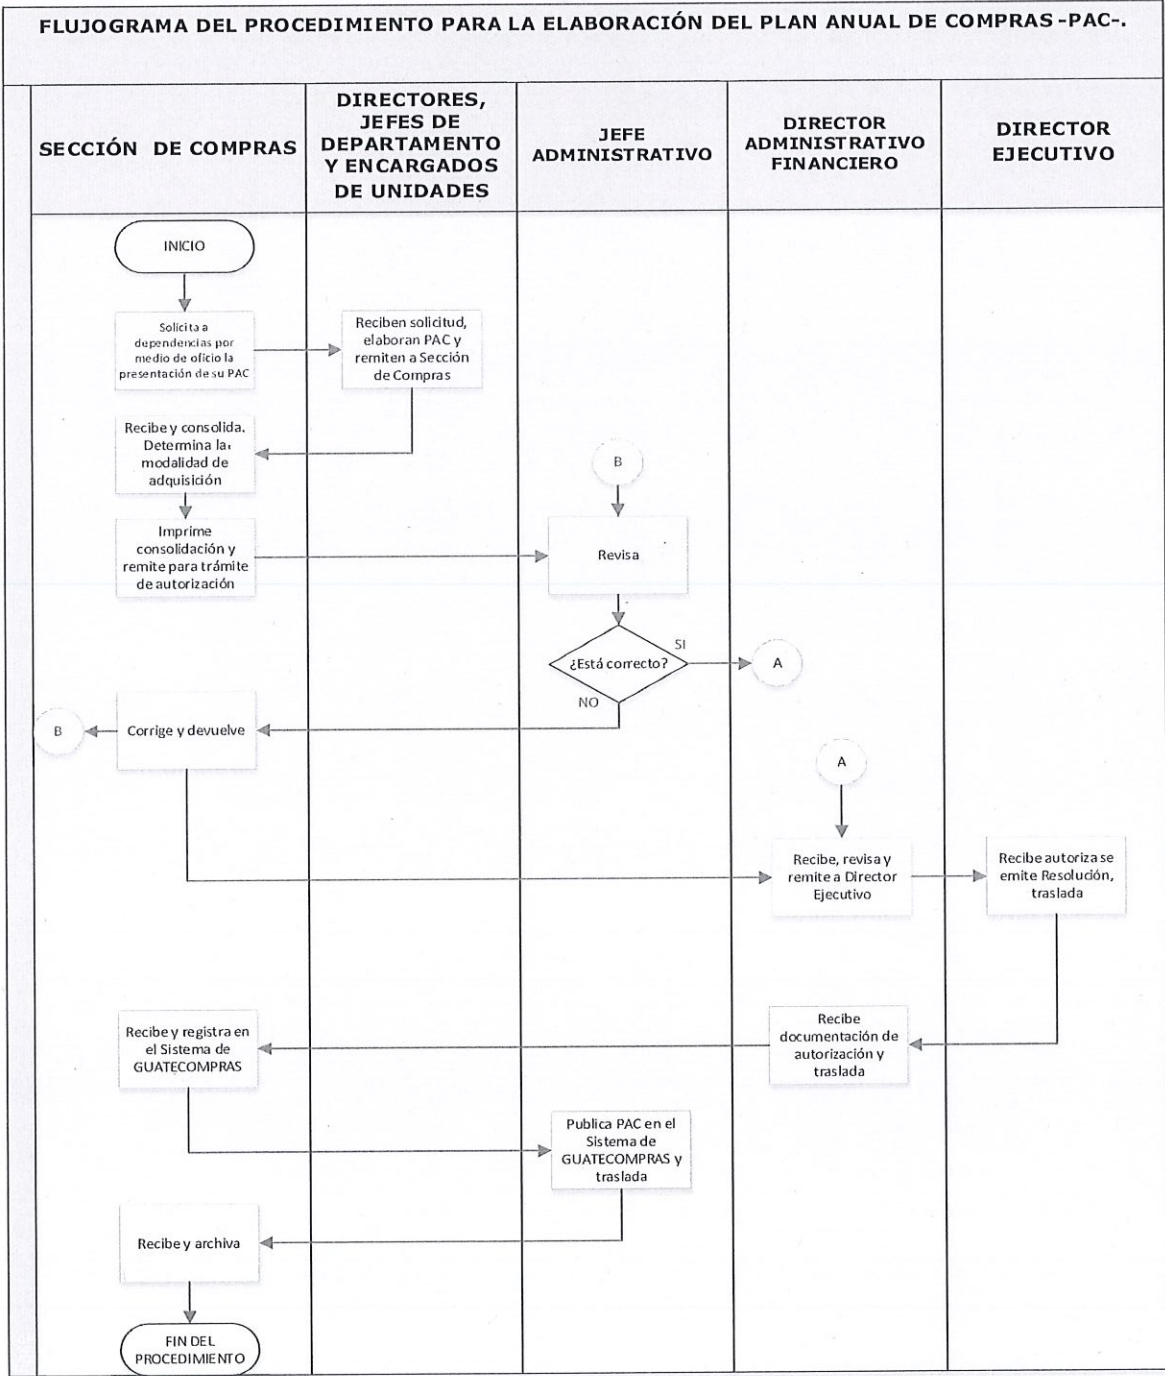 FLUJOGRAMA DEL PROCEDIMIENTO PARA LA ELABORACIÓN DEL PLAN ANUAL DE COMPRAS -PAC-.
SECCIÓN DE COMPRAS
DIRECTORES,
JEFES DE
DEPARTAMENTO
Y ENCARGADOS
DE UNIDADES
JEFE
ADMINISTRATIVO
DIRECTOR
ADMINISTRATIVO
FINANCIERO
DIRECTOR
EJECUTIVO
INICIO
Solicita a
dependencias por
medio de oficio la
presentación de su PAC
Reciben solicitud,
elaboran PAC y
remiten a Sección
de Compras
Recibe y consolida.
Determina la
modalidad de
adquisición
B
Imprime
consolidación y
remite para trámite
de autorización
Revisa
¿Está correcto?
SI
A
NO
B
Corrige y devuelve
A
Recibe, revisa y
remite a Director
Ejecutivo
Recibe autoriza se
emite Resolución,
traslada
Recibe y registra en
el Sistema de
GUATECOMPRAS
Recibe
documentación de
autorización y
traslada
Publica PAC en el
Sistema de
GUATECOMPRAS y
traslada
Recibe y archiva
FIN DEL
PROCEDIMIENTO